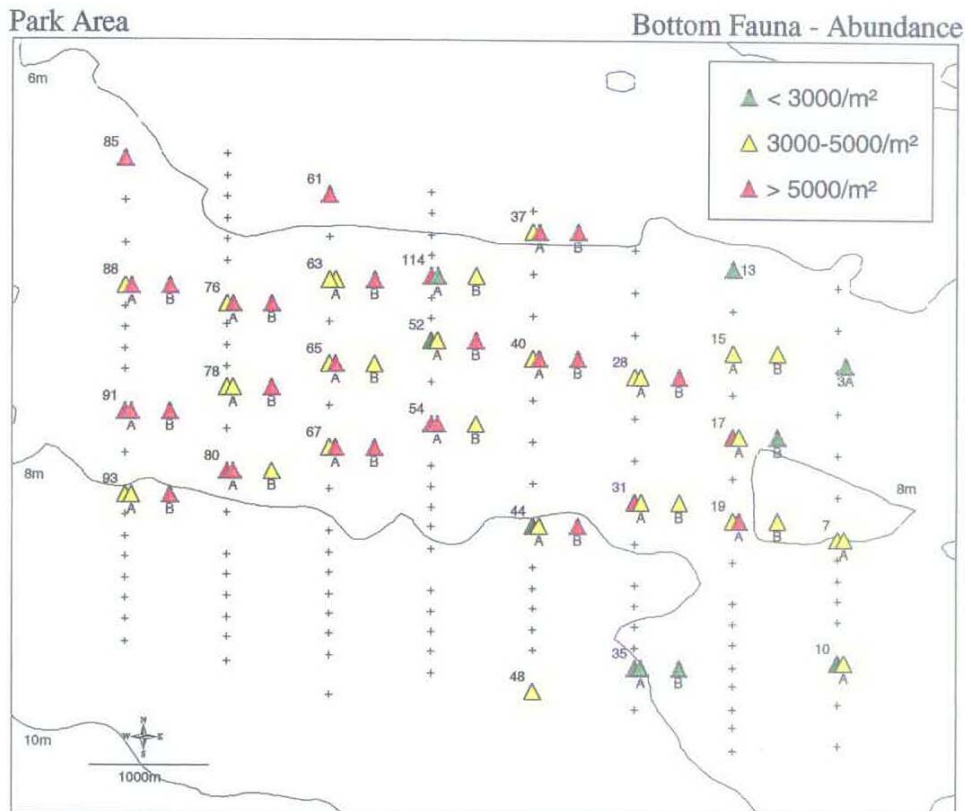 Park Area
Bottom Fauna - Abundance
6m
< 3000/m²
3000-5000/m²
> 5000/m²
85
61
37
A B
88
A B
76
A B
63
A B
114
A B
13
52
A B
65
A B
40
A B
28
A B
15
A B
3A
78
A B
91
A B
54
A B
67
A B
17
A B
80
A B
8m
93
A B
31
A B
19
A B
8m
44
A B
7
A
35
A B
10
A
48
10m
N
W E
S
1000m